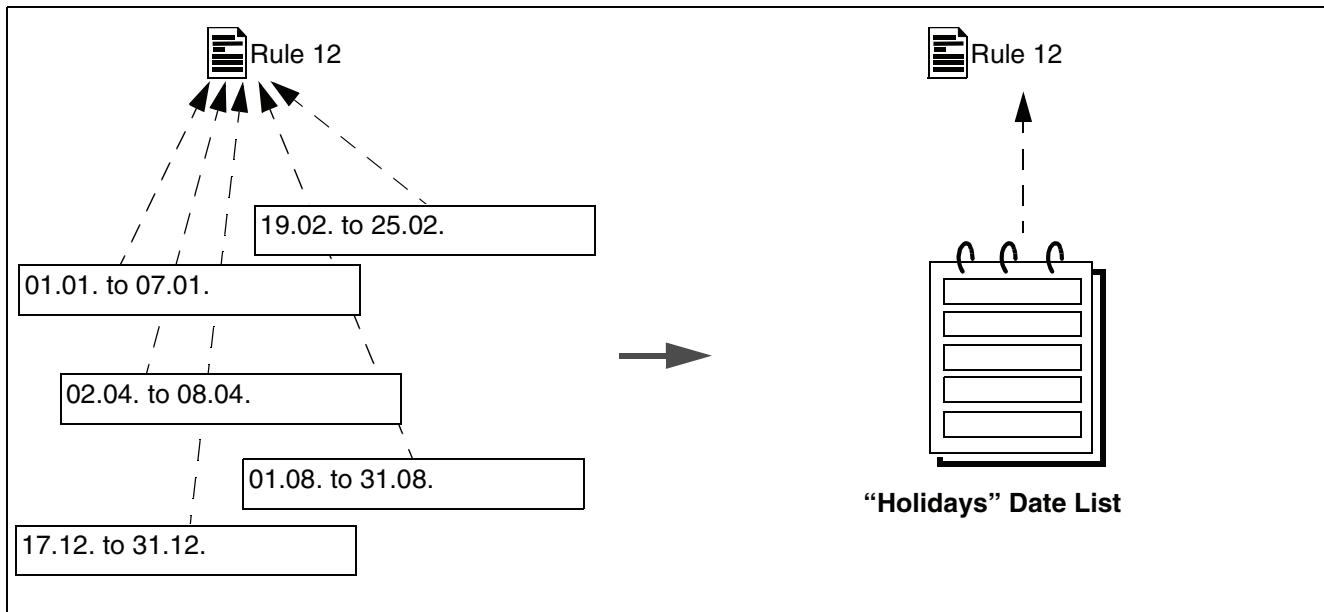 Rule 12
Rule 12
19.02. to 25.02.
01.01. to 07.01.
02.04. to 08.04.
01.08. to 31.08.
“Holidays” Date List
17.12. to 31.12.